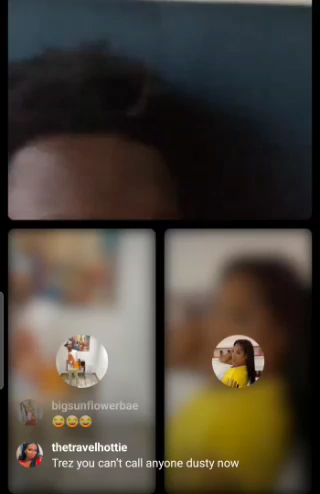 bigsunflowerbae
😂😂😂
thetravelhottie
Trez you can't call anyone dusty now